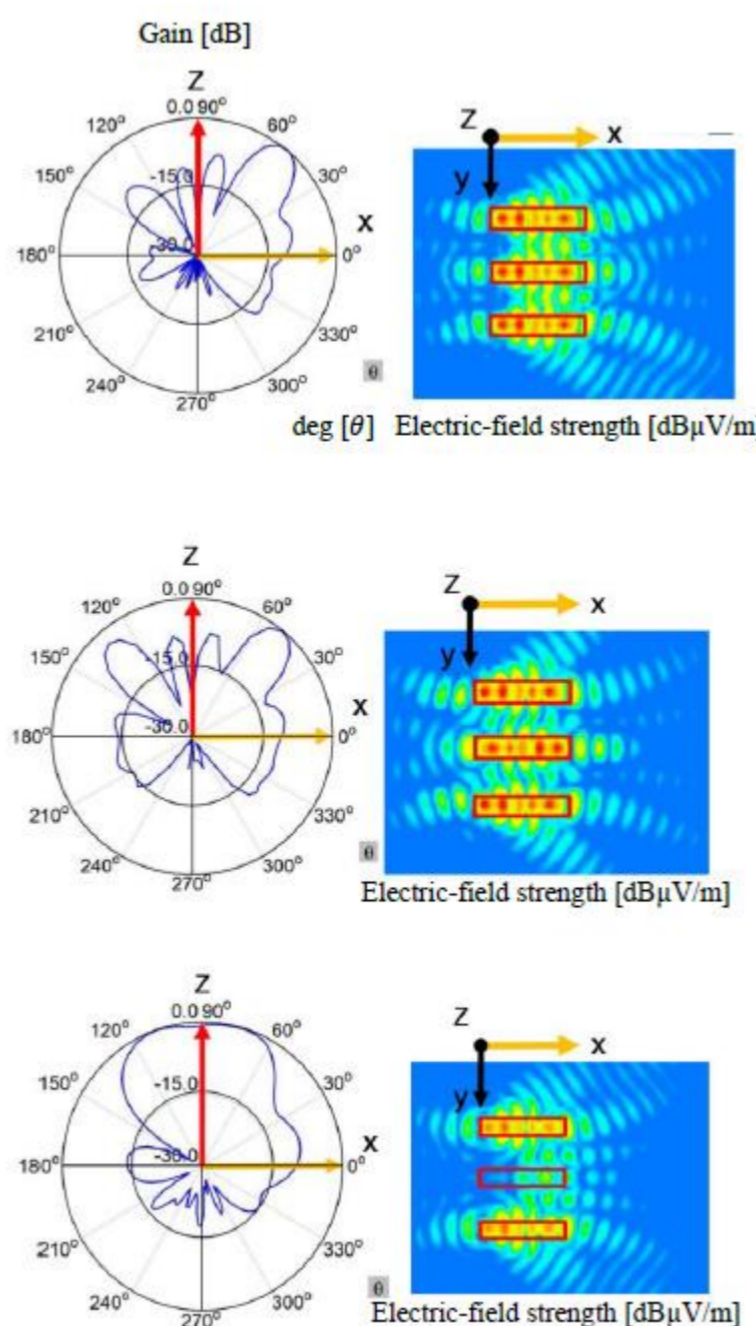 Gain [dB]
Z
0.0 90°
120° 60°
150° -15.0 30°
X
180° -30.0 0°
210° 330°
240° 300°
270°
θ
Z X
y
deg [θ] Electric-field strength [dBμV/m
Z
0.0 90°
120° 60°
150° -15.0 30°
X
180° -30.0 0°
210° 330°
240° 300°
270°
θ
Z
X
y
Electric-field strength [dBμV/m]
Z
0.0 90°
120° 60°
150° -15.0 30°
X
180° -30.0 0°
210° 330°
240° 300°
270°
θ
Z
X
y
Electric-field strength [dBμV/m]